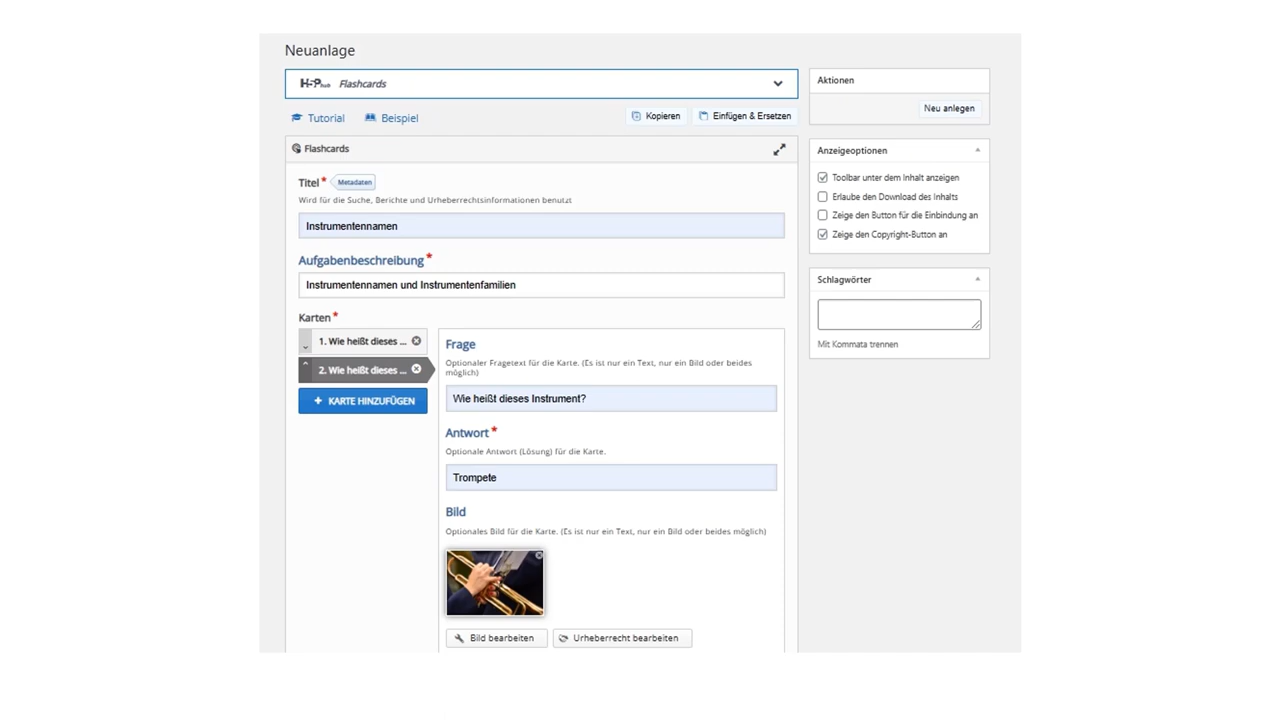 Neuanlage
H5P hub Flashcards
Tutorial Beispiel Kopieren Einfügen & Ersetzen
Flashcards
Titel* Metadaten
Wird für die Suche, Berichte und Urheberrechtsinformationen benutzt
Instrumentennamen
Aufgabenbeschreibung*
Instrumentennamen und Instrumentenfamilien
Karten*
1. Wie heißt dieses ...
2. Wie heißt dieses ...
+ KARTE HINZUFÜGEN
Frage
Optionaler Fragetext für die Karte. (Es ist nur ein Text, nur ein Bild oder beides
möglich)
Wie heißt dieses Instrument?
Antwort*
Optionale Antwort (Lösung) für die Karte.
Trompete
Bild
Optionales Bild für die Karte. (Es ist nur ein Text, nur ein Bild oder beides möglich)
Bild bearbeiten Urheberrecht bearbeiten
Aktionen
Neu anlegen
Anzeigeoptionen
Toolbar unter dem Inhalt anzeigen
Erlaube den Download des Inhalts
Zeige den Button für die Einbindung an
Zeige den Copyright-Button an
Schlagwörter
Mit Kommata trennen